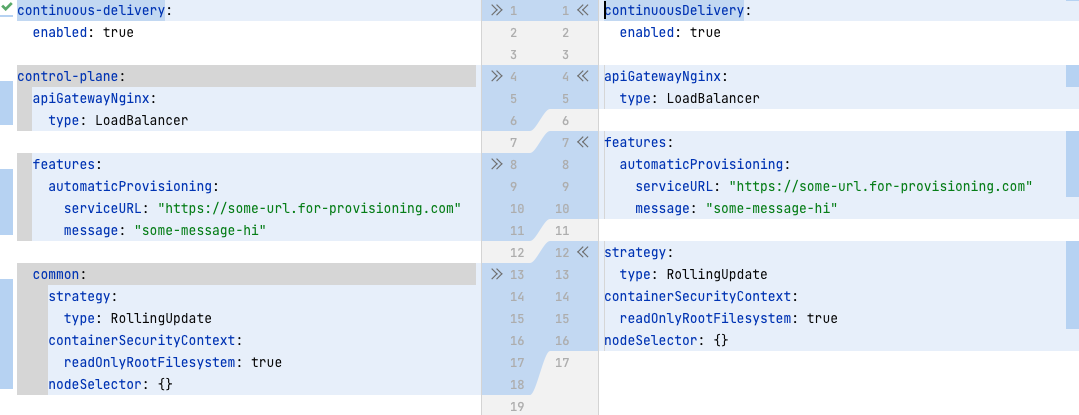 continuous-delivery:
  enabled: true

control-plane:
  apiGatewayNginx:
    type: LoadBalancer

  features:
    automaticProvisioning:
      serviceURL: "https://some-url.for-provisioning.com"
      message: "some-message-hi"

  common:
    strategy:
      type: RollingUpdate
    containerSecurityContext:
      readOnlyRootFilesystem: true
    nodeSelector: {}
1 1
2 2
3 3
4 4
5 5
6 6
7 7
8 8
9 9
10 10
11 11
12 12
13 13
14 14
15 15
16 16
17 17
18
19
continuousDelivery:
  enabled: true

apiGatewayNginx:
  type: LoadBalancer

features:
  automaticProvisioning:
    serviceURL: "https://some-url.for-provisioning.com"
    message: "some-message-hi"

strategy:
  type: RollingUpdate
containerSecurityContext:
  readOnlyRootFilesystem: true
nodeSelector: {}